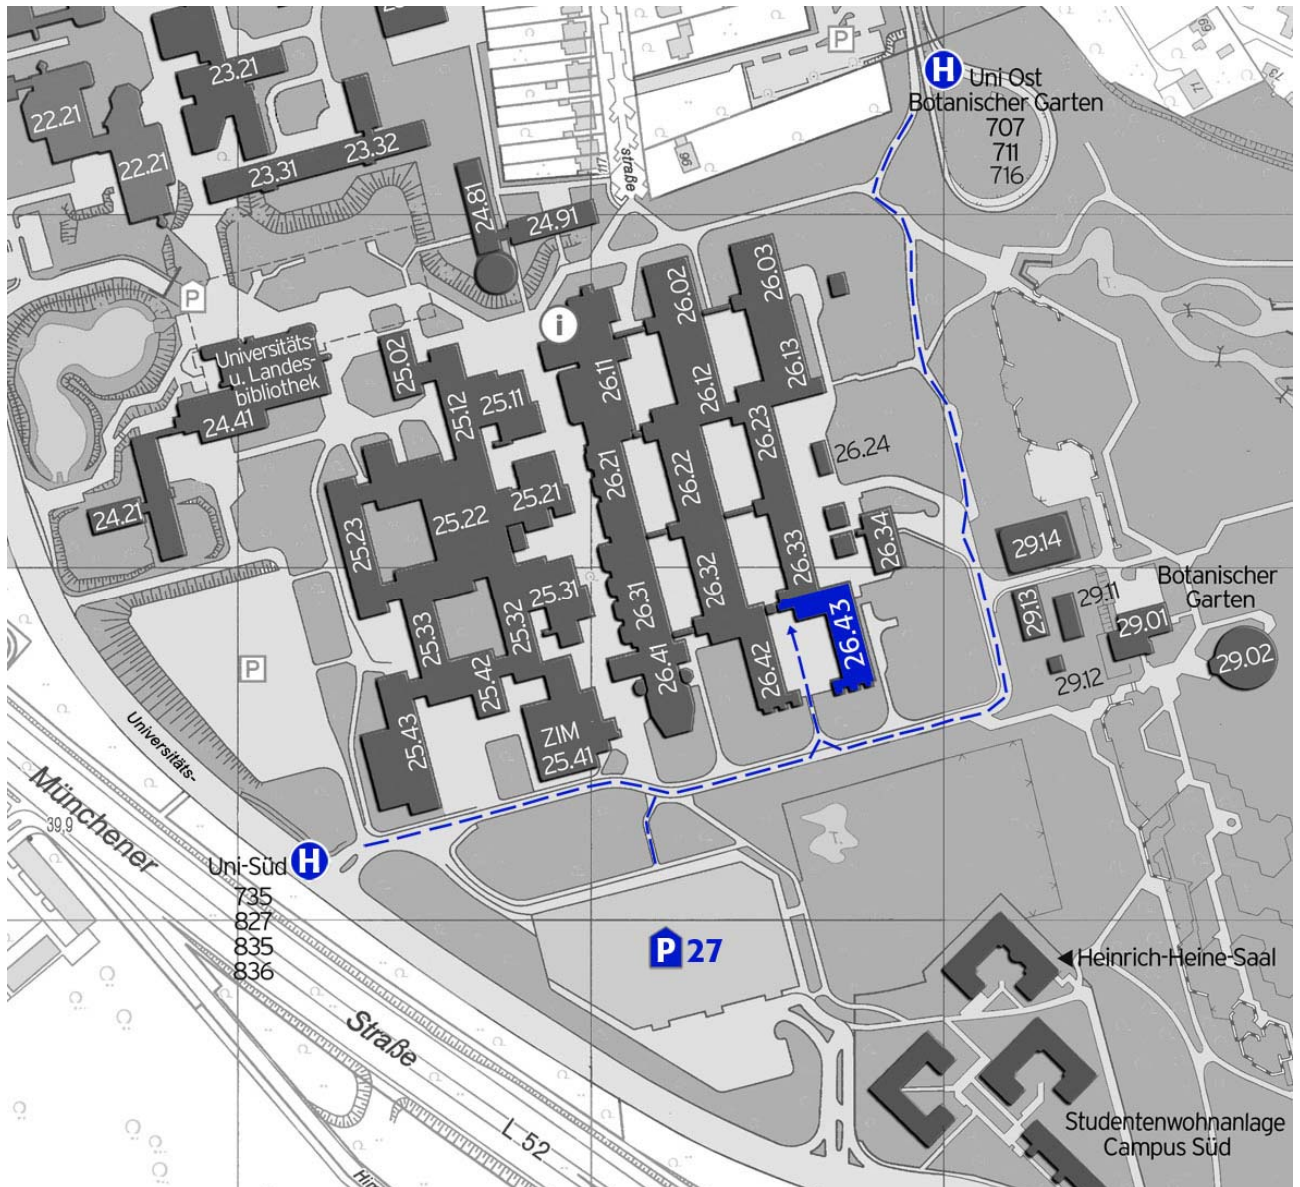 23.21
22.21
22.21
23.32
23.31
24.81
24.91
P
H
Uni Ost
Botanischer Garten
707
711
716
69
73
71
96
117
straße
P
i
Universitäts-
u. Landes-
bibliothek
24.41
24.21
25.02
25.12
25.11
25.21
25.22
25.23
25.31
25.32
25.33
25.42
25.43
ZIM
25.41
26.11
26.21
26.31
26.41
26.02
26.12
26.22
26.32
26.42
26.03
26.13
26.23
26.33
26.43
26.24
26.34
29.14
29.13
29.11
29.12
29.01
29.02
Botanischer
Garten
P
Universitäts-
Münchener
Straße
L 52
39,9
Uni-Süd
H
735
827
835
836
P 27
Heinrich-Heine-Saal
Studentenwohnanlage
Campus Süd